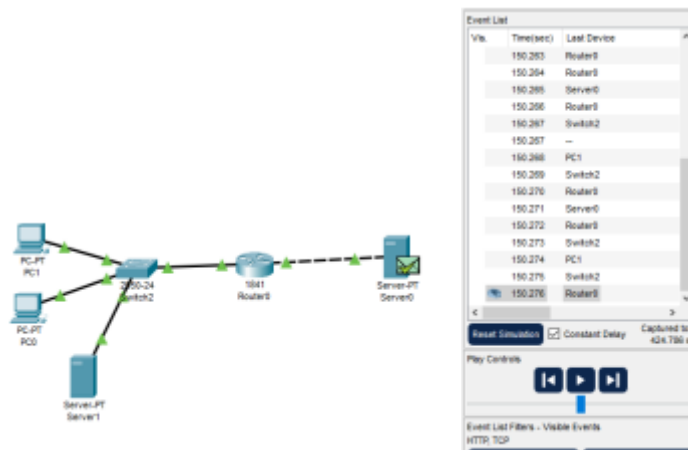 PC-PT
PC1
PC-PT
PC0
2950-24
Switch2
1841
Router0
Server-PT
Server0
Server-PT
Server1
Event List
Vis. Time(sec) Last Device
150.263 Router0
150.264 Router0
150.265 Server0
150.266 Router0
150.267 Switch2
150.267 --
150.268 PC1
150.269 Switch2
150.270 Router0
150.271 Server0
150.272 Router0
150.273 Switch2
150.274 PC1
150.275 Switch2
150.276 Router0
Reset Simulation Constant Delay Captured to
Play Controls
Event List Filters - Visible Events
HTTP, TCP